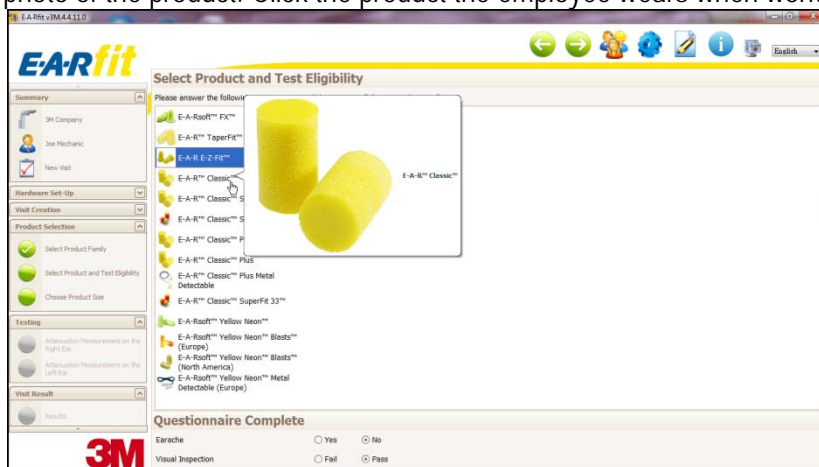 photo of the product. Click the product the employee wears when work
E-A-Rfit v3M.4.4.11.0
E·A·Rfit
English
Select Product and Test Eligibility
Summary
Please answer the followin
3M Company
Joe Mechanic
New Visit
Hardware Set-Up
Visit Creation
Product Selection
Select Product Family
Select Product and Test Eligibility
Choose Product Size
Testing
Attenuation Measurement on the
Right Ear
Attenuation Measurement on the
Left Ear
Visit Result
Results
3M
E-A-Rsoft™ FX™
E-A-R™ TaperFit™
E-A-R E-Z-Fit™
E-A-R™ Classic™
E-A-R™ Classic™ S
E-A-R™ Classic™ S
E-A-R™ Classic™ P
E-A-R™ Classic™ Plus
E-A-R™ Classic™ Plus Metal
Detectable
E-A-R™ Classic™ SuperFit 33™
E-A-Rsoft™ Yellow Neon™
E-A-Rsoft™ Yellow Neon™ Blasts™
(Europe)
E-A-Rsoft™ Yellow Neon™ Blasts™
(North America)
E-A-Rsoft™ Yellow Neon™ Metal
Detectable (Europe)
E-A-R™ Classic™
Questionnaire Complete
Earache
Yes
No
Visual Inspection
Fail
Pass